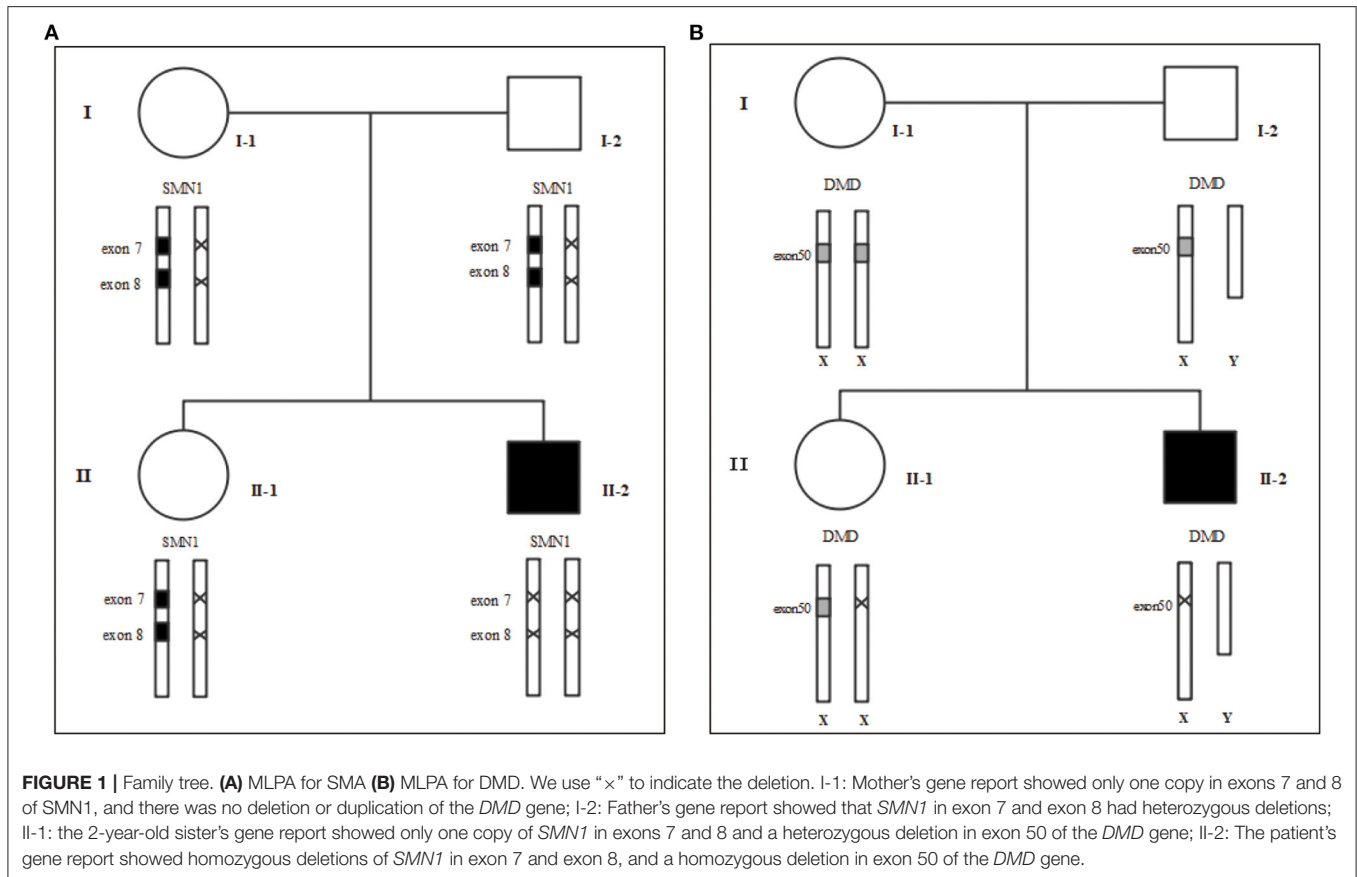 A
I
I-1
I-2
SMN1
SMN1
exon 7
exon 8
exon 7
exon 8
II
II-1
II-2
SMN1
SMN1
exon 7
exon 8
exon 7
exon 8
B
I
I-1
I-2
DMD
DMD
exon50
exon50
X X
X Y
II
II-1
II-2
DMD
DMD
exon50
exon50
X X
X Y
FIGURE 1 | Family tree. (A) MLPA for SMA (B) MLPA for DMD. We use “×” to indicate the deletion. I-1: Mother’s gene report showed only one copy in exons 7 and 8
of SMN1, and there was no deletion or duplication of the DMD gene; I-2: Father’s gene report showed that SMN1 in exon 7 and exon 8 had heterozygous deletions;
II-1: the 2-year-old sister’s gene report showed only one copy of SMN1 in exons 7 and 8 and a heterozygous deletion in exon 50 of the DMD gene; II-2: The patient’s
gene report showed homozygous deletions of SMN1 in exon 7 and exon 8, and a homozygous deletion in exon 50 of the DMD gene.